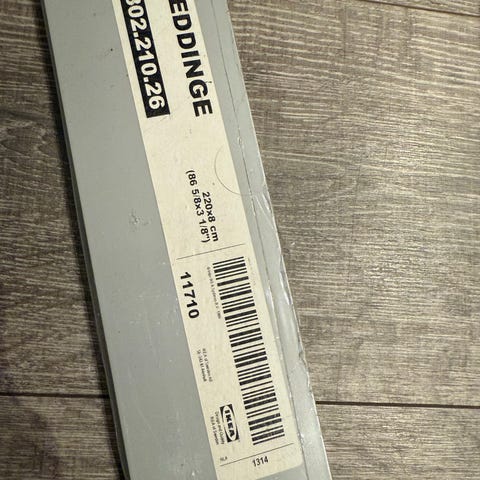 EDDINGE
802.210.26
220x8 cm
(86 5/8x3 1/8")
11710
IKEA
1314